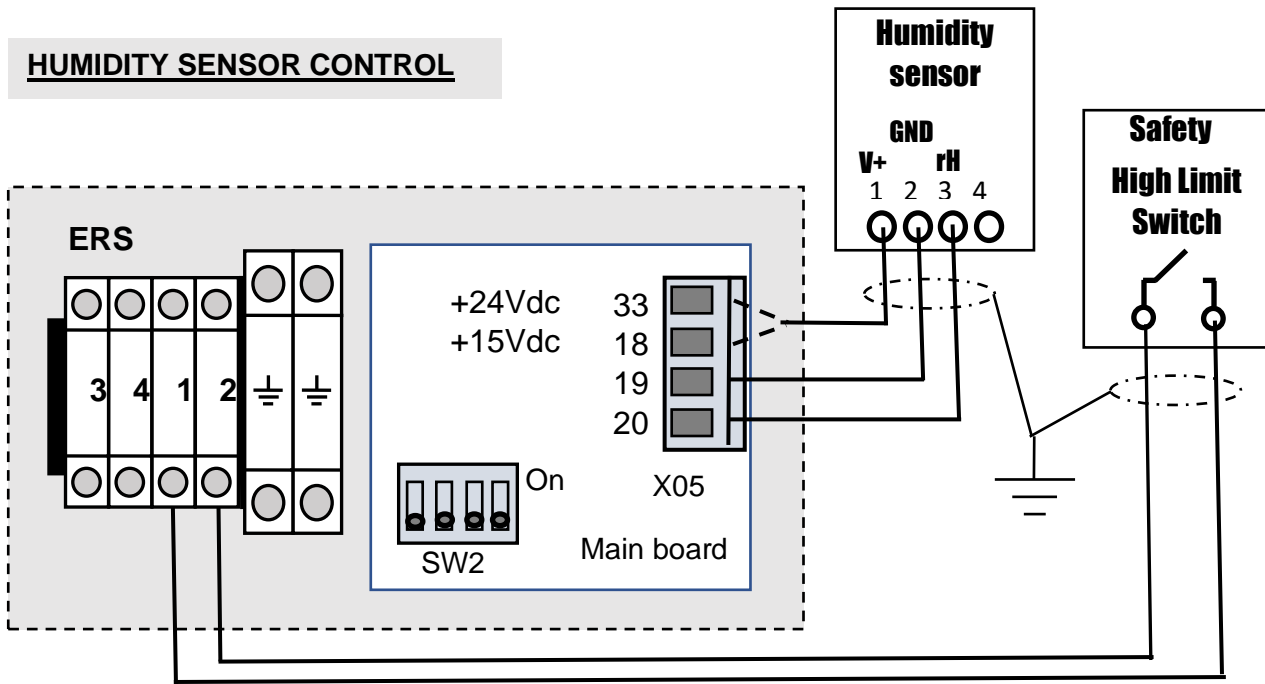 HUMIDITY SENSOR CONTROL
Humidity
sensor
GND
V+ rH
1 2 3 4
Safety
High Limit
Switch
ERS
3 4 1 2
+24Vdc 33
+15Vdc 18
19
20
X05
On
SW2
Main board